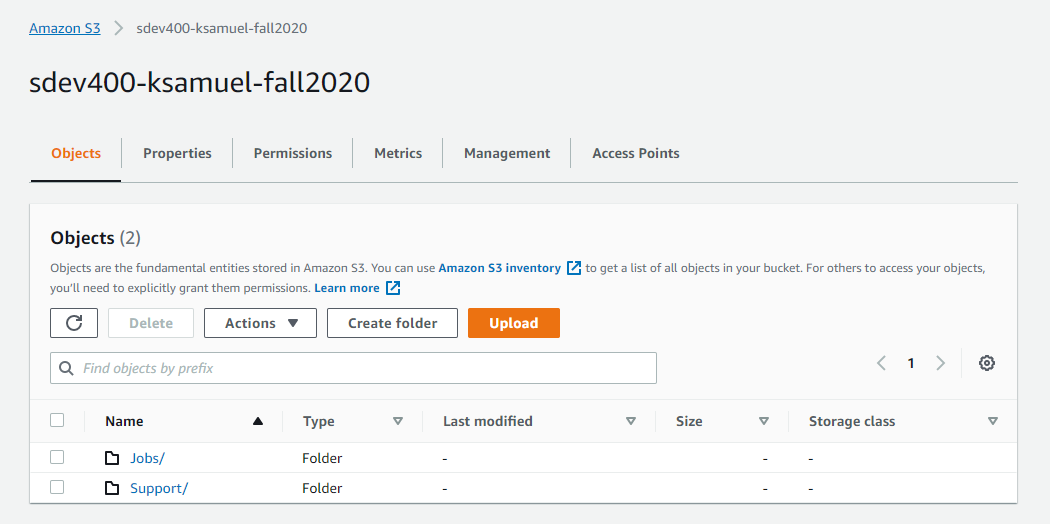 Amazon S3 > sdev400-ksamuel-fall2020
sdev400-ksamuel-fall2020
Objects Properties Permissions Metrics Management Access Points
Objects (2)
Objects are the fundamental entities stored in Amazon S3. You can use Amazon S3 inventory to get a list of all objects in your bucket. For others to access your objects,
you'll need to explicitly grant them permissions. Learn more
Delete Actions Create folder Upload
Find objects by prefix 1
Name Type Last modified Size Storage class
Jobs/ Folder - - -
Support/ Folder - - -